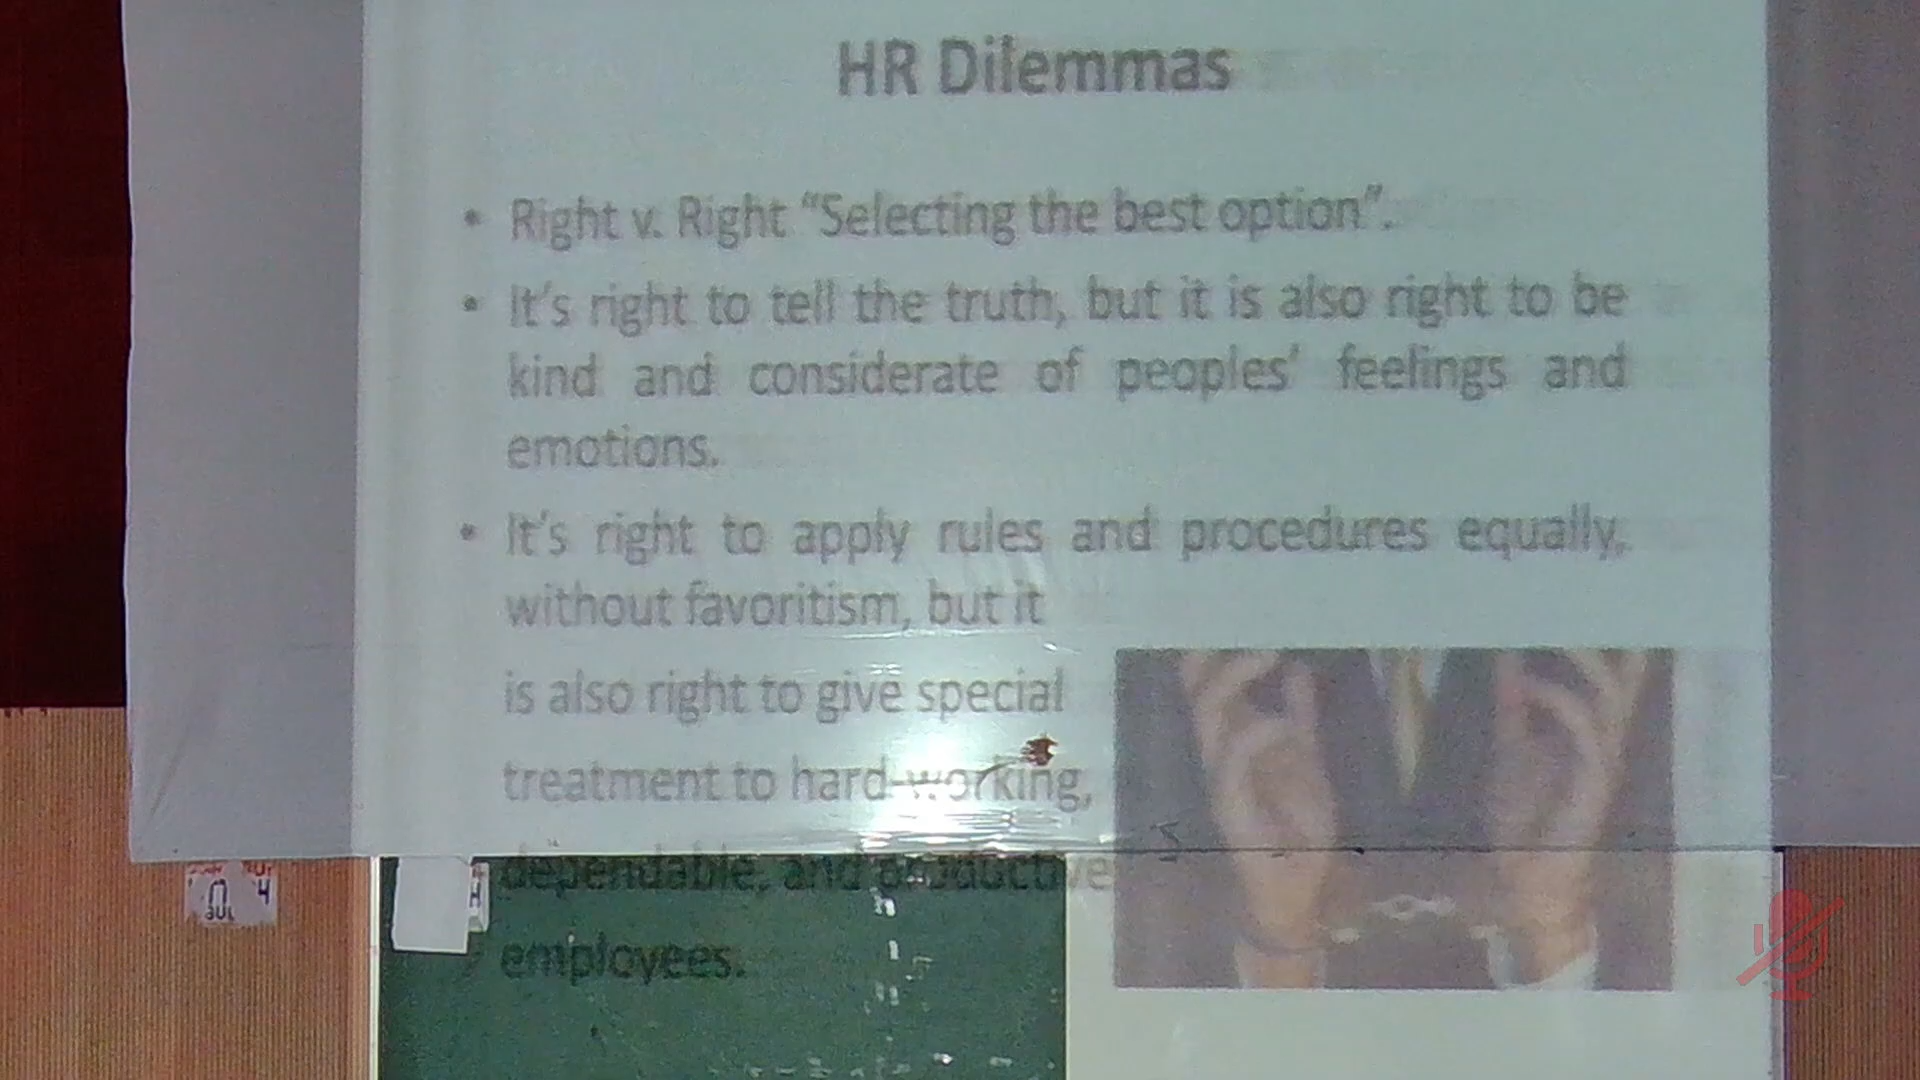 HR Dilemmas
• Right v. Right “Selecting the best option”.
• It’s right to tell the truth, but it is also right to be
kind and considerate of peoples’ feelings and
emotions.
• It’s right to apply rules and procedures equally,
without favoritism, but it
is also right to give special
treatment to hard-working,
dependable, and productive
employees.
4
H